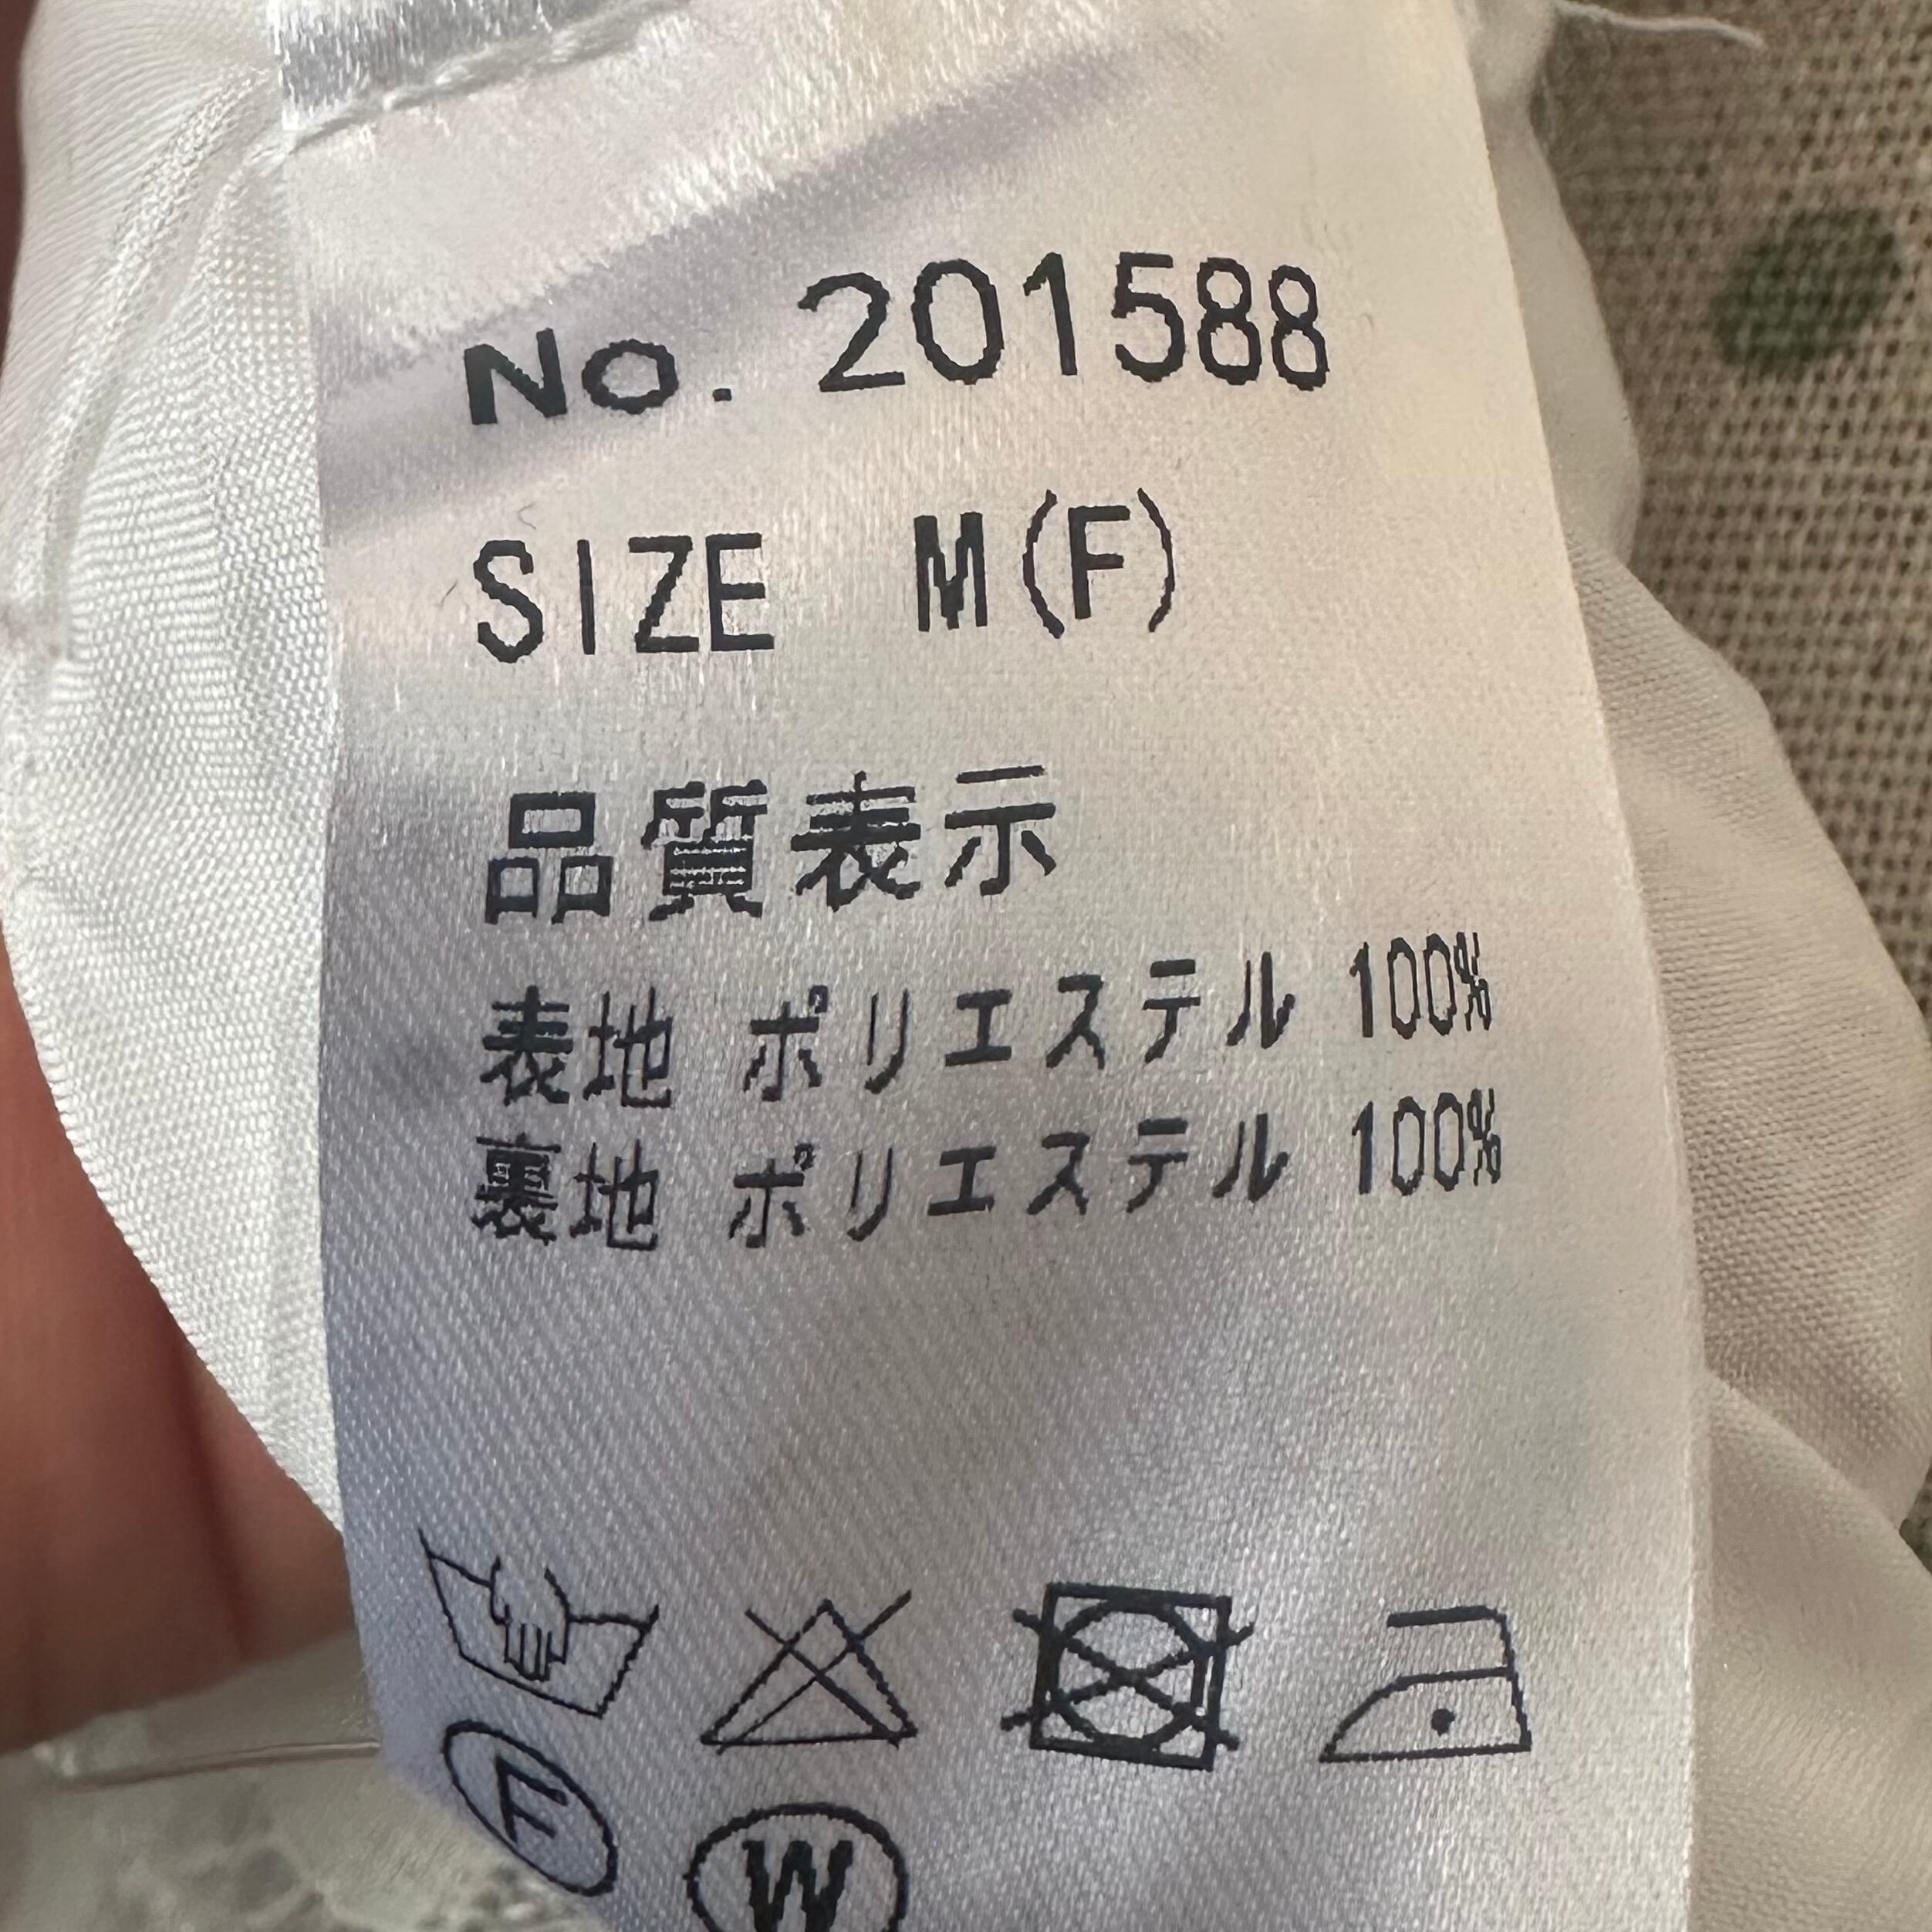 No. 201588
SIZE M(F)
品質表示
表地 ポリエステル 100%
裏地 ポリエステル 100%
F
W